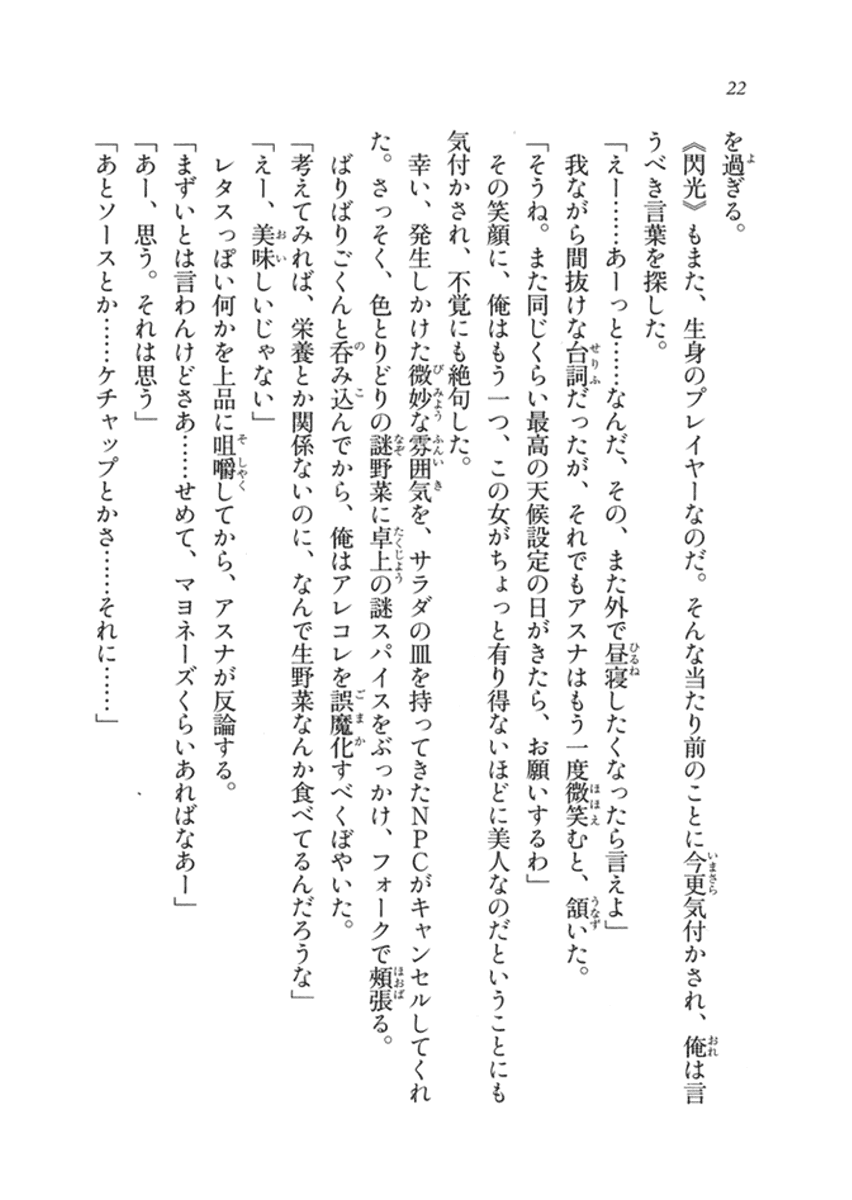 22
を過ぎる。
《閃光》もまた、生身のプレイヤーなのだ。そんな当たり前のことに今更気付かされ、俺は言
うべき言葉を探した。
「えー……あーっと……なんだ、その、また外で昼寝したくなったら言えよ」
我ながら間抜けな台詞だったが、それでもアスナはもう一度微笑むと、頷いた。
「そうね。また同じくらい最高の天候設定の日がきたら、お願いするわ」
その笑顔に、俺はもう一つ、この女がちょっと有り得ないほどに美人なのだということにも
気付かされ、不覚にも絶句した。
幸い、発生しかけた微妙な雰囲気を、サラダの皿を持ってきたNPCがキャンセルしてくれ
た。さっそく、色とりどりの謎野菜に卓上の謎スパイスをぶっかけ、フォークで頬張る。
ばりばりごくんと呑み込んでから、俺はアレコレを誤魔化すべくぼやいた。
「考えてみれば、栄養とか関係ないのに、なんで生野菜なんか食べてるんだろうな」
「えー、美味しいじゃない」
レタスっぽい何かを上品に咀嚼してから、アスナが反論する。
「まずいとは言わんけどさあ……せめて、マヨネーズくらいあればなあー」
「あー、思う。それは思う」
「あとソースとか……ケチャップとかさ……それに……」